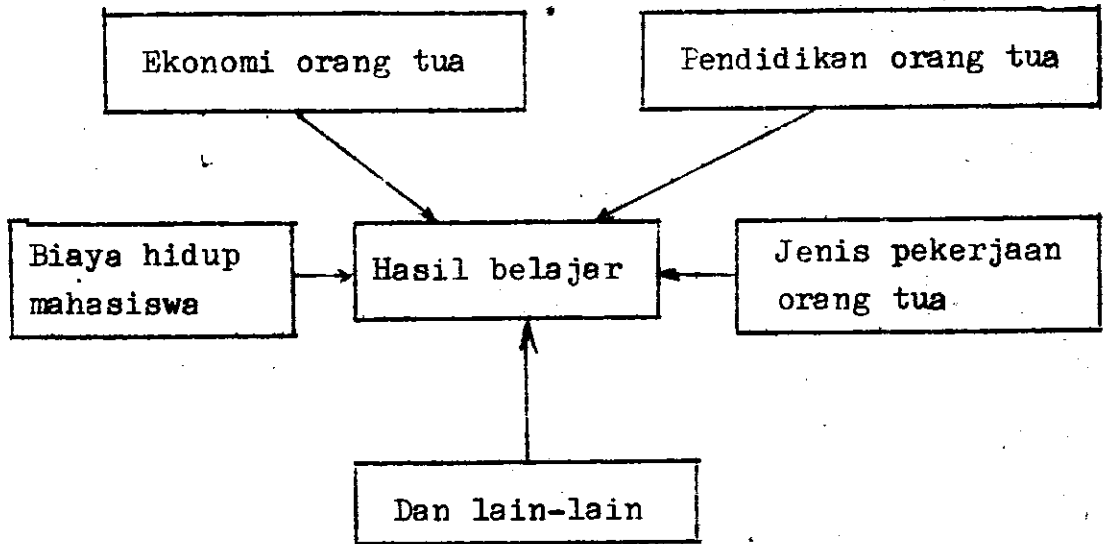 Ekonomi orang tua
Pendidikan orang tua
Biaya hidup
mahasiswa
Hasil belajar
Jenis pekerjaan
orang tua
Dan lain-lain